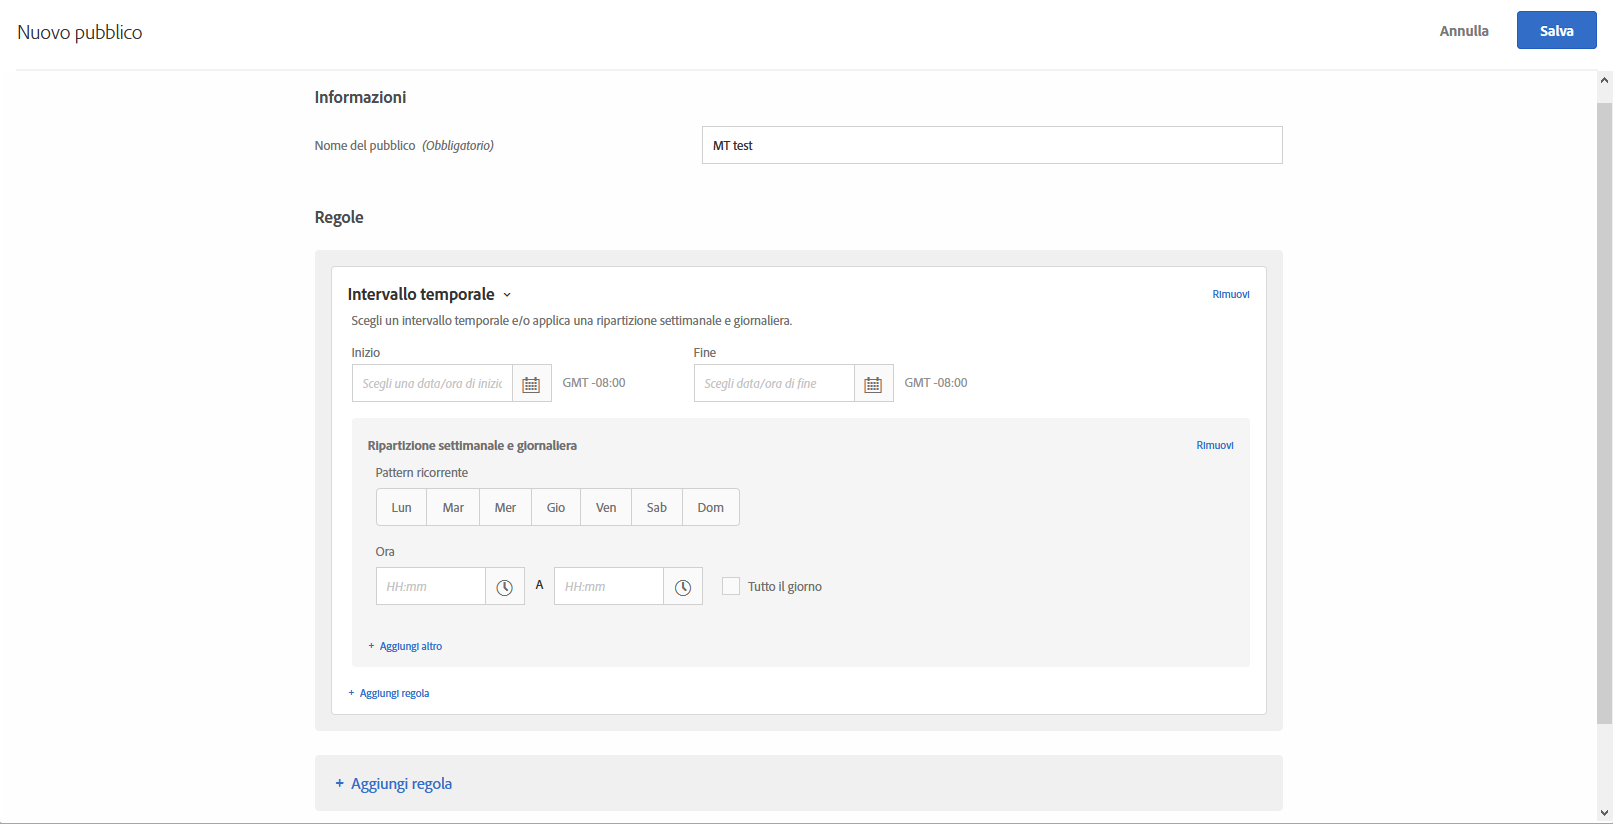 Nuovo pubblico
Annulla
Salva
Informazioni
Nome del pubblico (Obbligatorio)
MT test
Regole
Intervallo temporale
Rimuovi
Scegli un intervallo temporale e/o applica una ripartizione settimanale e giornaliera.
Inizio
Fine
Scegli una data/ora di inizio
GMT -08:00
Scegli data/ora di fine
GMT -08:00
Ripartizione settimanale e giornaliera
Rimuovi
Pattern ricorrente
Lun Mar Mer Gio Ven Sab Dom
Ora
HH:mm
A
HH:mm
Tutto il giorno
+ Aggiungi altro
+ Aggiungi regola
+ Aggiungi regola